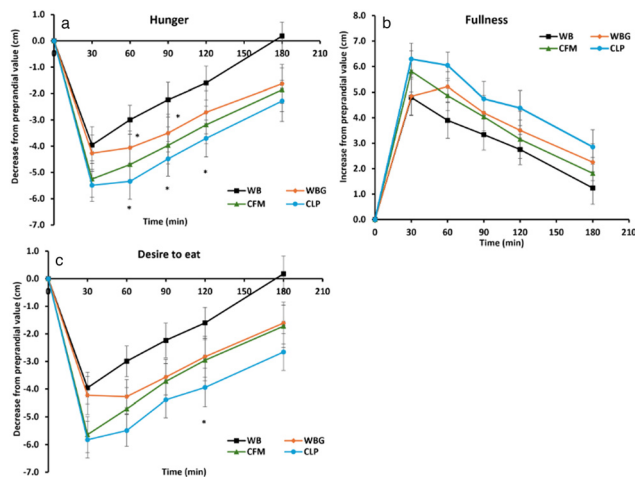 a Hunger
Decrease from preprandial value (cm)
1.0
0.0
-1.0
-2.0
-3.0
-4.0
-5.0
-6.0
-7.0
0 30 60 90 120 150 180 210
* *
* * *
Time (min)
WB WBG
CFM CLP
b Fullness
Increase from preprandial value (cm)
8.0
7.0
6.0
5.0
4.0
3.0
2.0
1.0
0.0
0 30 60 90 120 150 180 210
Time (min)
WB WBG
CFM CLP
c Desire to eat
Decrease from preprandial value (cm)
1.0
0.0
-1.0
-2.0
-3.0
-4.0
-5.0
-6.0
-7.0
0 30 60 90 120 150 180 210
*
Time (min)
WB WBG
CFM CLP